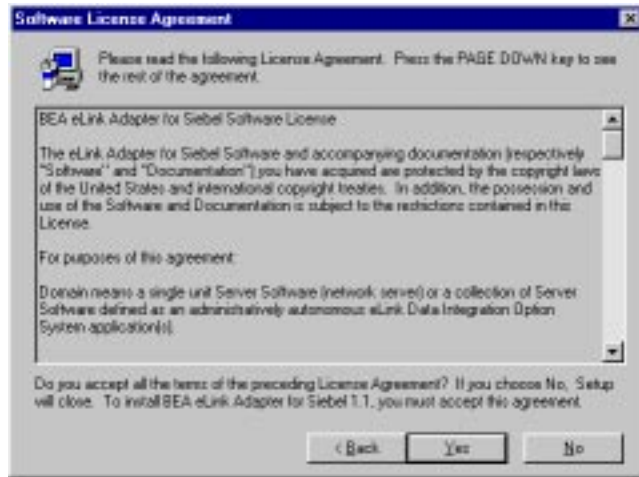 Software License Agreement
Please read the following License Agreement. Press the PAGE DOWN key to see
the rest of the agreement.
BEA eLink Adapter for Siebel Software License
The eLink Adapter for Siebel Software and accompanying documentation (respectively
"Software" and "Documentation") you have acquired are protected by the copyright laws
of the United States and international copyright treaties. In addition, the possession and
use of the Software and Documentation is subject to the restrictions contained in this
License.
For purposes of this agreement:
Domain means a single unit Server Software (network server) or a collection of Server
Software defined as an administratively autonomous eLink Data Integration Option
System application(s).
Do you accept all the terms of the preceding License Agreement? If you choose No, Setup
will close. To install BEA eLink Adapter for Siebel 1.1, you must accept this agreement.
< Back
Yes
No